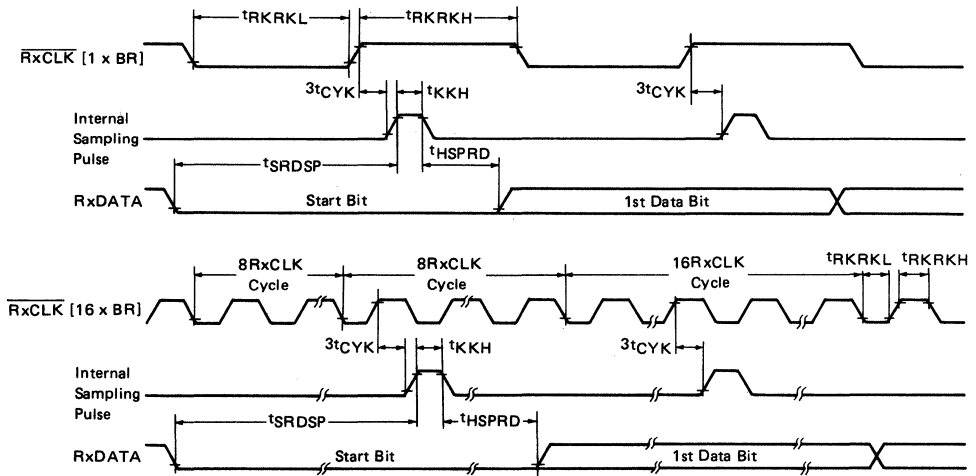 tRKRKL
tRKRKH
RxCLK [1 x BR]
3tCYK
tKKH
3tCYK
Internal
Sampling
Pulse
tSRDSP
tHSPRD
RxDATA
Start Bit
1st Data Bit
8RxCLK
Cycle
8RxCLK
Cycle
16RxCLK
Cycle
tRKRKL
tRKRKH
RxCLK [16 x BR]
3tCYK
tKKH
3tCYK
Internal
Sampling
Pulse
tSRDSP
tHSPRD
RxDATA
Start Bit
1st Data Bit